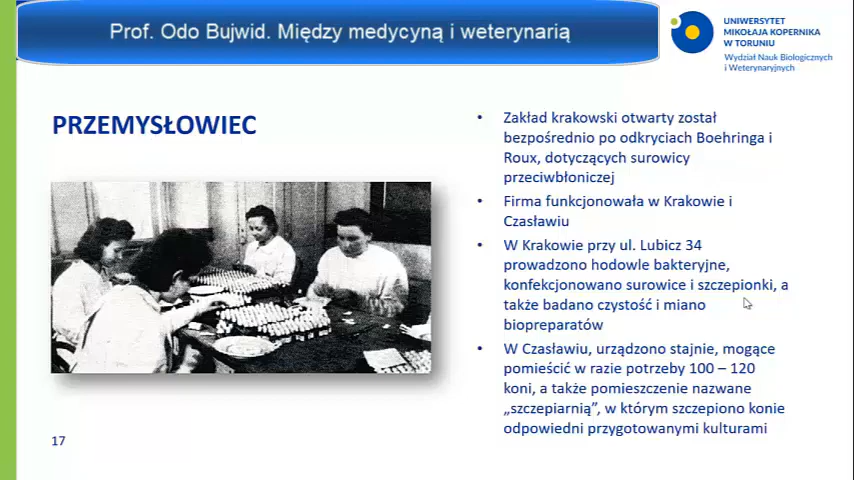 Prof. Odo Bujwid. Między medycyną i weterynarią
UNIWERSYTET
MIKOŁAJA KOPERNIKA
W TORUNIU
Wydział Nauk Biologicznych
i Weterynaryjnych
PRZEMYSŁOWIEC
• Zakład krakowski otwarty został
bezpośrednio po odkryciach Boehringa i
Roux, dotyczących surowicy
przeciwbłoniczej
• Firma funkcjonowała w Krakowie i
Czasławiu
• W Krakowie przy ul. Lubicz 34
prowadzono hodowle bakteryjne,
konfekcjonowano surowice i szczepionki, a
także badano czystość i miano
biopreparatów
• W Czasławiu, urządzono stajnie, mogące
pomieścić w razie potrzeby 100 – 120
koni, a także pomieszczenie nazwane
„szczepiarnią”, w którym szczepiono konie
odpowiedni przygotowanymi kulturami
17